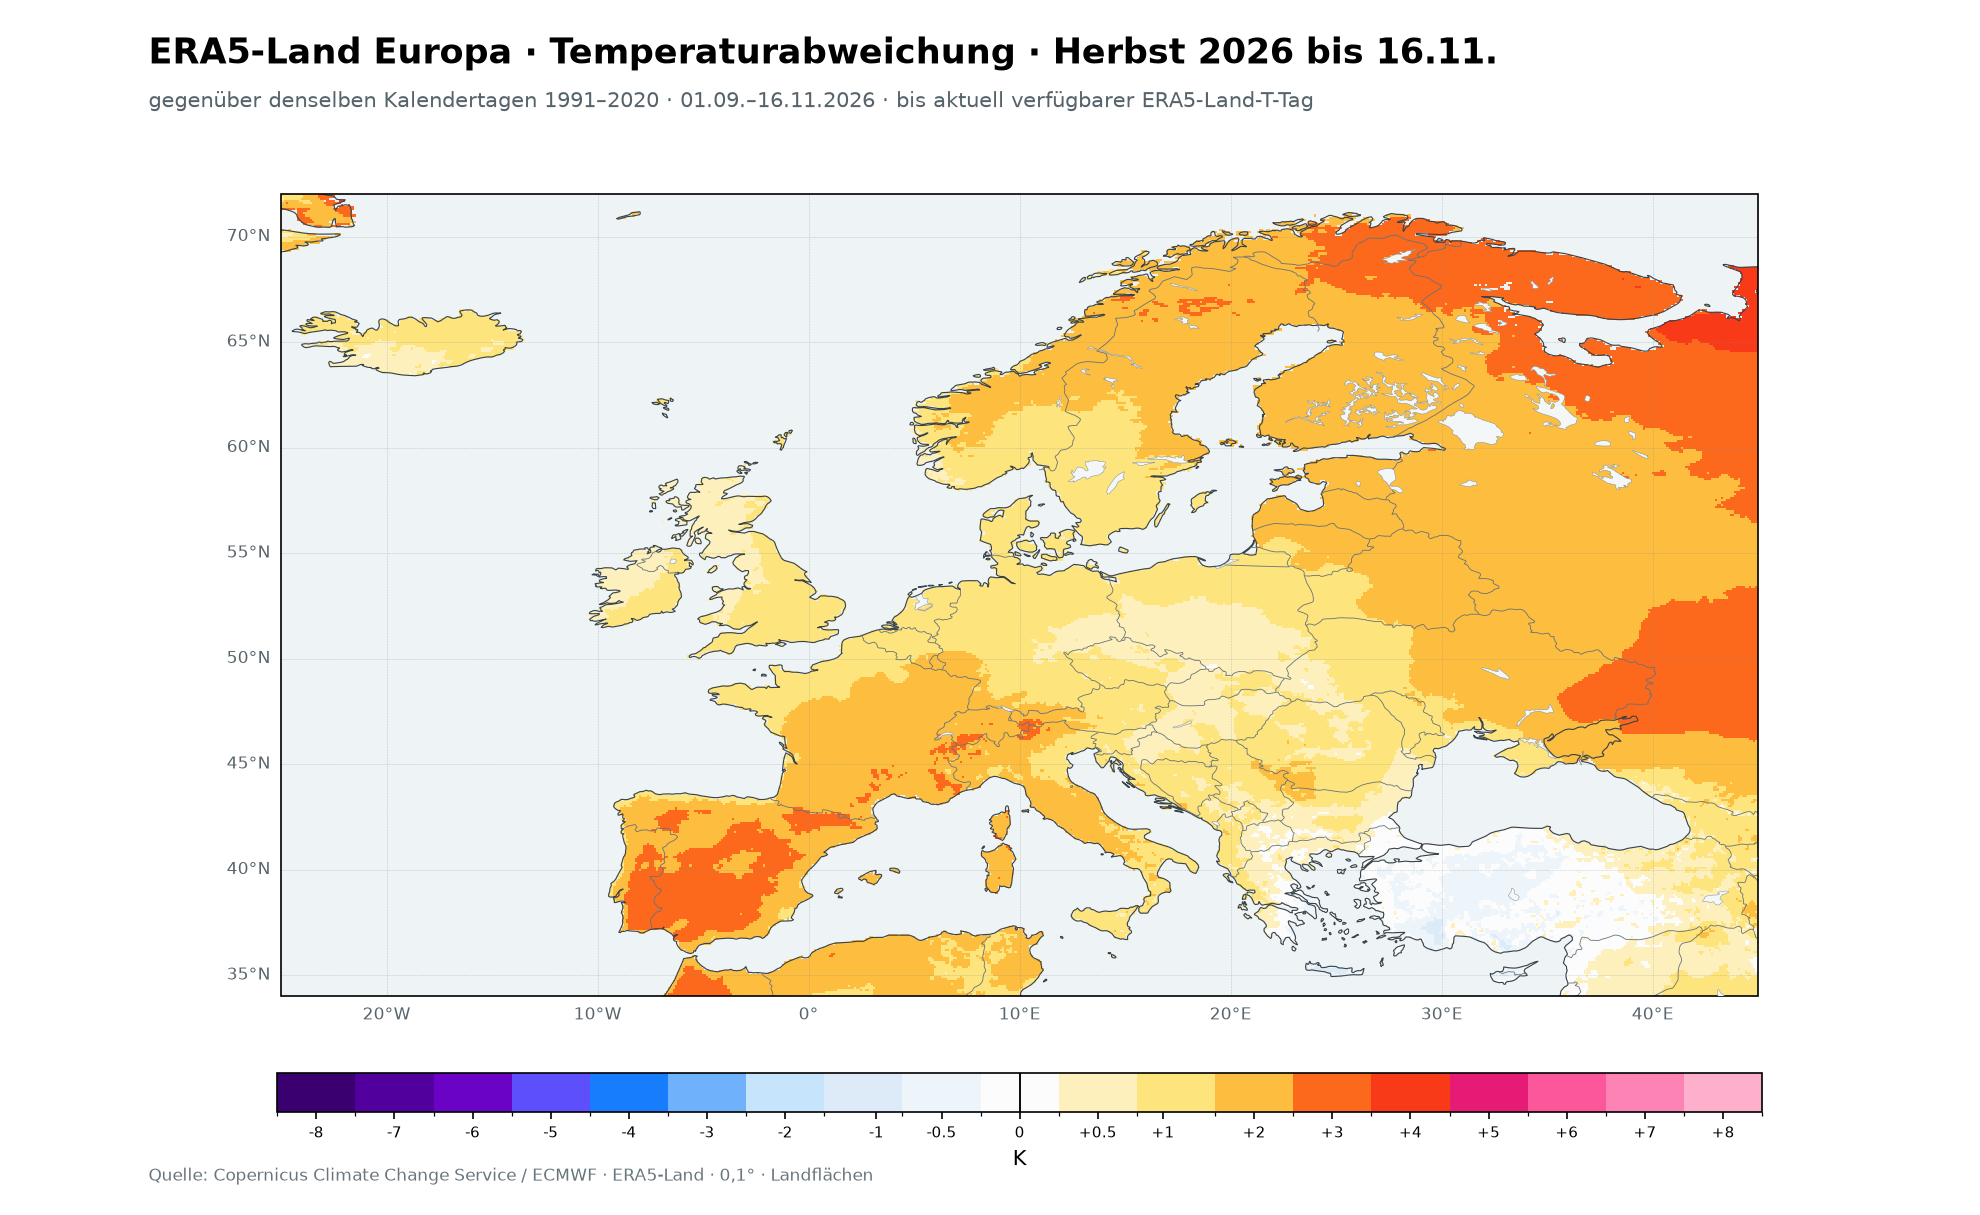 ERA5-Land Europa · Temperaturabweichung · Herbst 2026 bis 16.11.
gegenüber denselben Kalendertagen 1991–2020 · 01.09.–16.11.2026 · bis aktuell verfügbarer ERA5-Land-T-Tag
70°N
65°N
60°N
55°N
50°N
45°N
40°N
35°N
20°W 10°W 0° 10°E 20°E 30°E 40°E
-8 -7 -6 -5 -4 -3 -2 -1 -0.5 0 +0.5 +1 +2 +3 +4 +5 +6 +7 +8
K
Quelle: Copernicus Climate Change Service / ECMWF · ERA5-Land · 0,1° · Landflächen